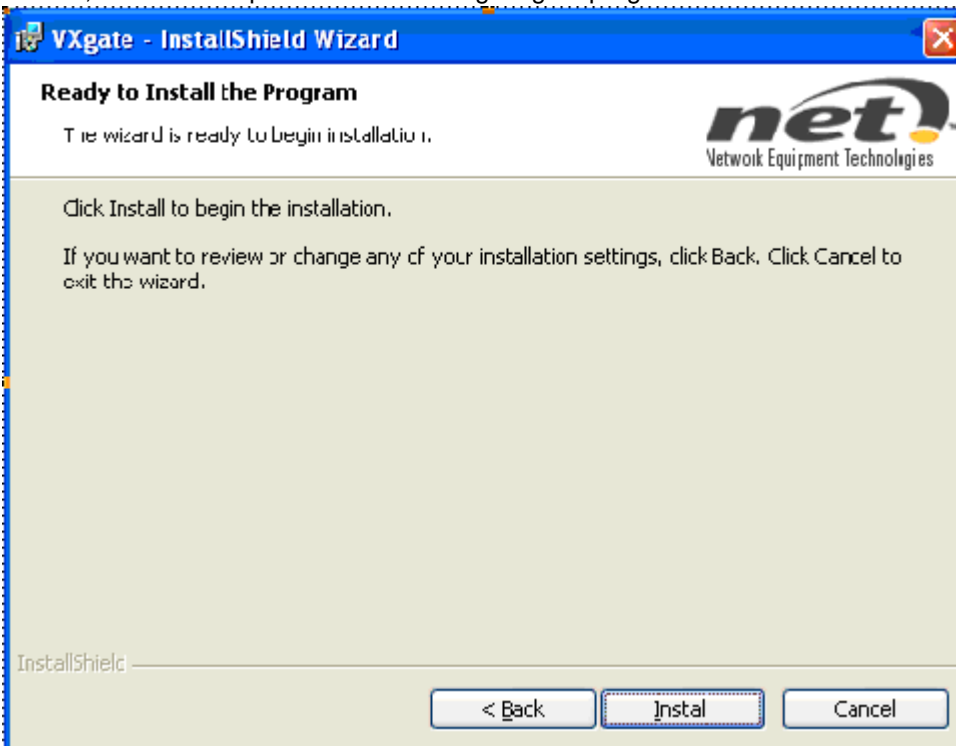 VXgate - InstallShield Wizard
Ready to Install the Program
The wizard is ready to begin installation.
net
Network Equipment Technologies
Click Install to begin the installation.
If you want to review or change any of your installation settings, click Back. Click Cancel to
exit the wizard.
InstallShield
< Back Instal Cancel